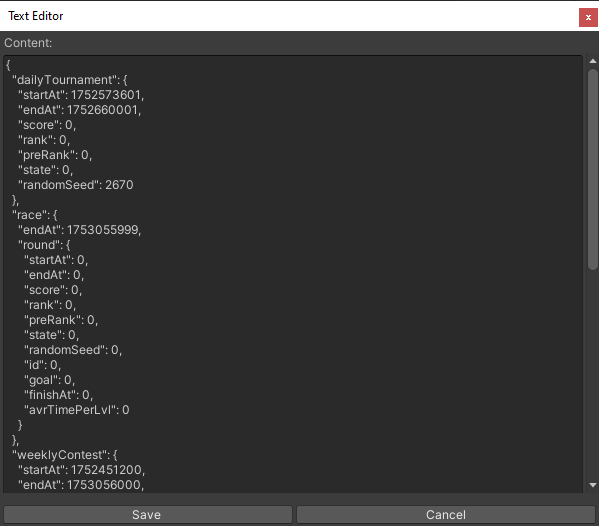 Text Editor
x
Content:
{
"dailyTournament": {
"startAt": 1752573601,
"endAt": 1752660001,
"score": 0,
"rank": 0,
"preRank": 0,
"state": 0,
"randomSeed": 2670
},
"race": {
"endAt": 1753055999,
"round": {
"startAt": 0,
"endAt": 0,
"score": 0,
"rank": 0,
"preRank": 0,
"state": 0,
"randomSeed": 0,
"id": 0,
"goal": 0,
"finishAt": 0,
"avrTimePerLvl": 0
}
},
"weeklyContest": {
"startAt": 1752451200,
"endAt": 1753056000,
Save Cancel